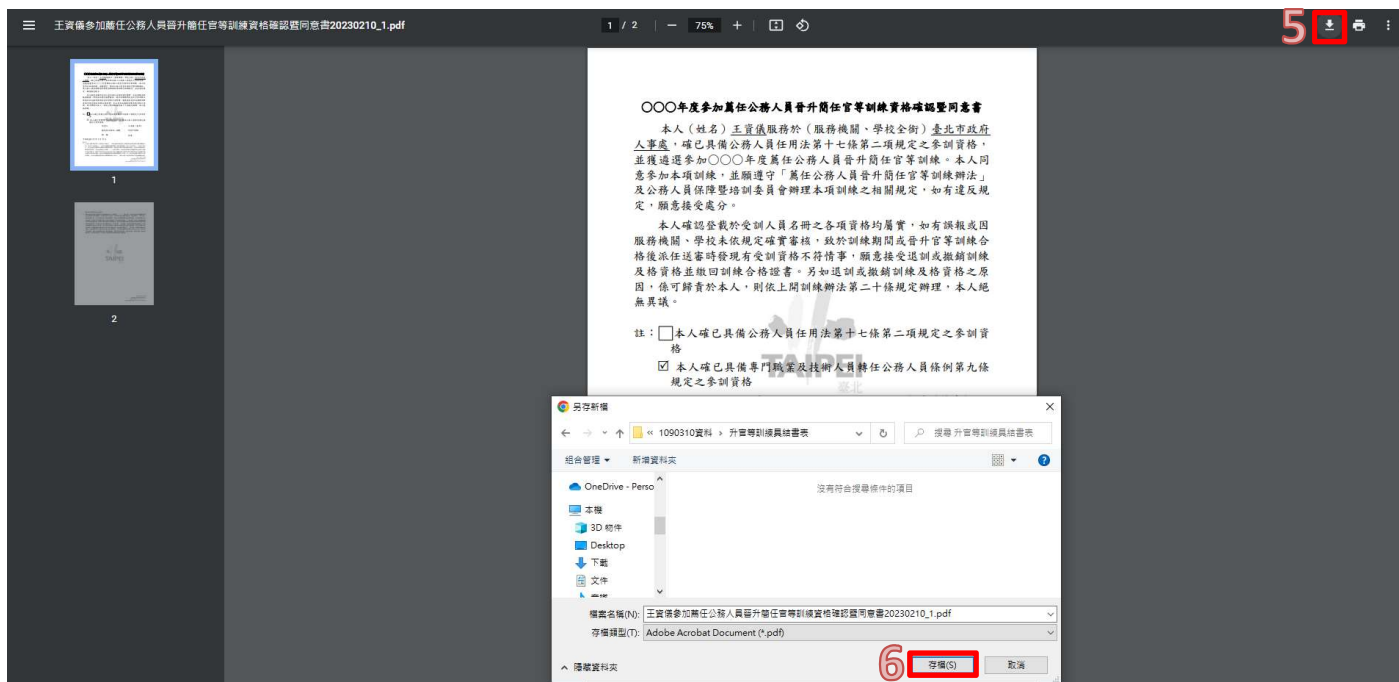 王資儀參加薦任公務人員晉升簡任官等訓練資格確認暨同意書20230210_1.pdf
1 / 2
75%
5
1
2
〇〇〇年度參加薦任公務人員晉升簡任官等訓練資格確認暨同意書
本人（姓名）王資儀服務於（服務機關、學校全銜）臺北市政府
人事處，確已具備公務人員任用法第十七條第二項規定之參訓資格，
並獲遴選參加〇〇〇年度薦任公務人員晉升簡任官等訓練。本人同
意參加本項訓練，並願遵守「薦任公務人員晉升簡任官等訓練辦法」
及公務人員保障暨培訓委員會辦理本項訓練之相關規定，如有違反規
定，願意接受處分。
本人確認登載於受訓人員名冊之各項資格均屬實，如有誤報或因
服務機關、學校未依規定確實審核，致於訓練期間或晉升官等訓練合
格後派任送審時發現有受訓資格不符情事，願意接受退訓或撤銷訓練
及格資格並繳回訓練合格證書。另如退訓或撤銷訓練及格資格之原
因，係可歸責於本人，則依上開訓練辦法第二十條規定辦理，本人絕
無異議。
註：□本人確已具備公務人員任用法第十七條第二項規定之參訓資
格
☑ 本人確已具備專門職業及技術人員轉任公務人員條例第九條
規定之參訓資格
TAIPEI
臺北
另存新檔
« 1090310資料 › 升官等訓練具結書表
搜尋 升官等訓練具結書表
組合管理 新增資料夾
OneDrive - Perso
沒有符合搜尋條件的項目
本機
3D 物件
Desktop
下載
文件
檔案名稱(N): 王資儀參加薦任公務人員晉升簡任官等訓練資格確認暨同意書20230210_1.pdf
存檔類型(T): Adobe Acrobat Document (*.pdf)
隱藏資料夾
6
存檔(S)
取消